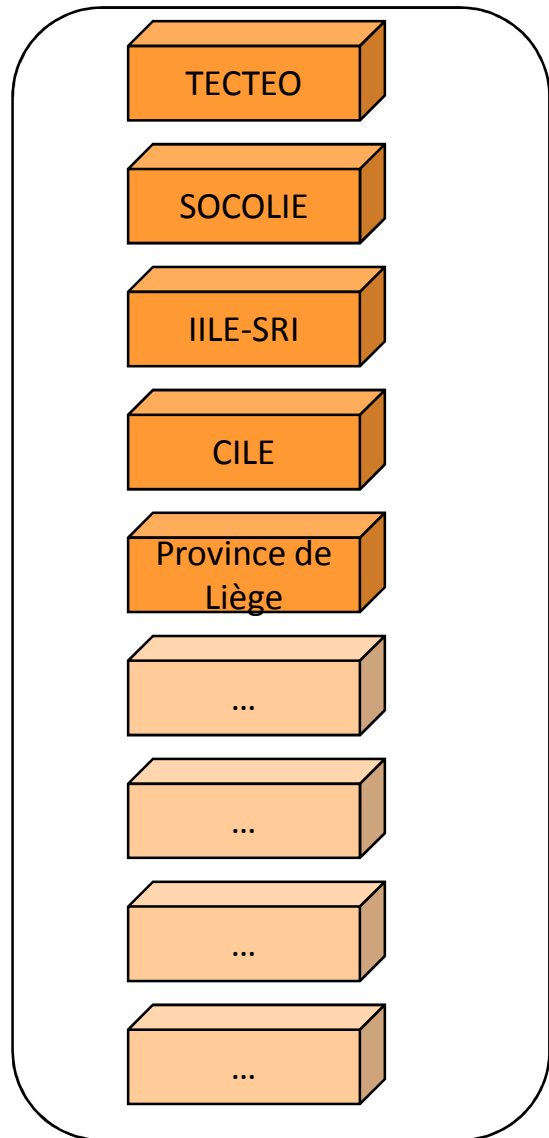 TECTEO
SOCOLIE
IILE-SRI
CILE
Province de
Liège
...
...
...
...